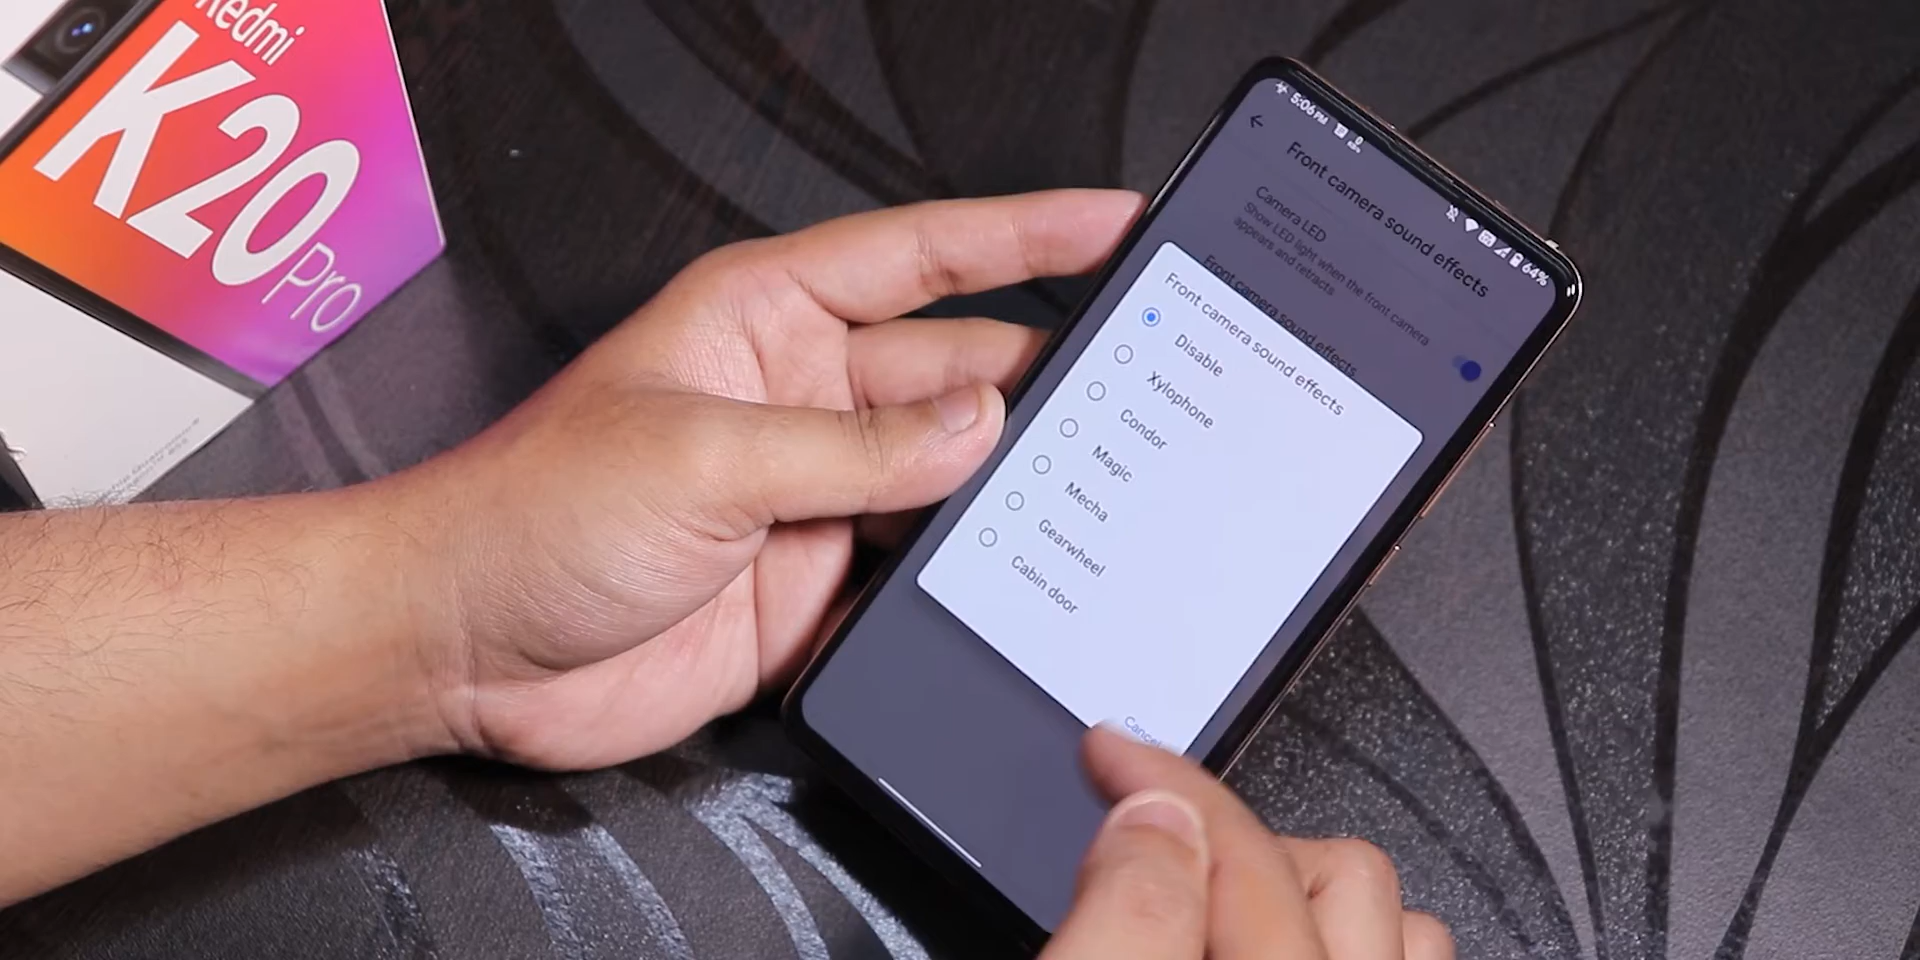 Redmi
K20 Pro
5:06 PM
64%
Front camera sound effects
Camera LED
Show LED light when the front camera
appears and retracts
Front camera sound effects
Front camera sound effects
Disable
Xylophone
Condor
Magic
Mecha
Gearwheel
Cabin door
Cancel